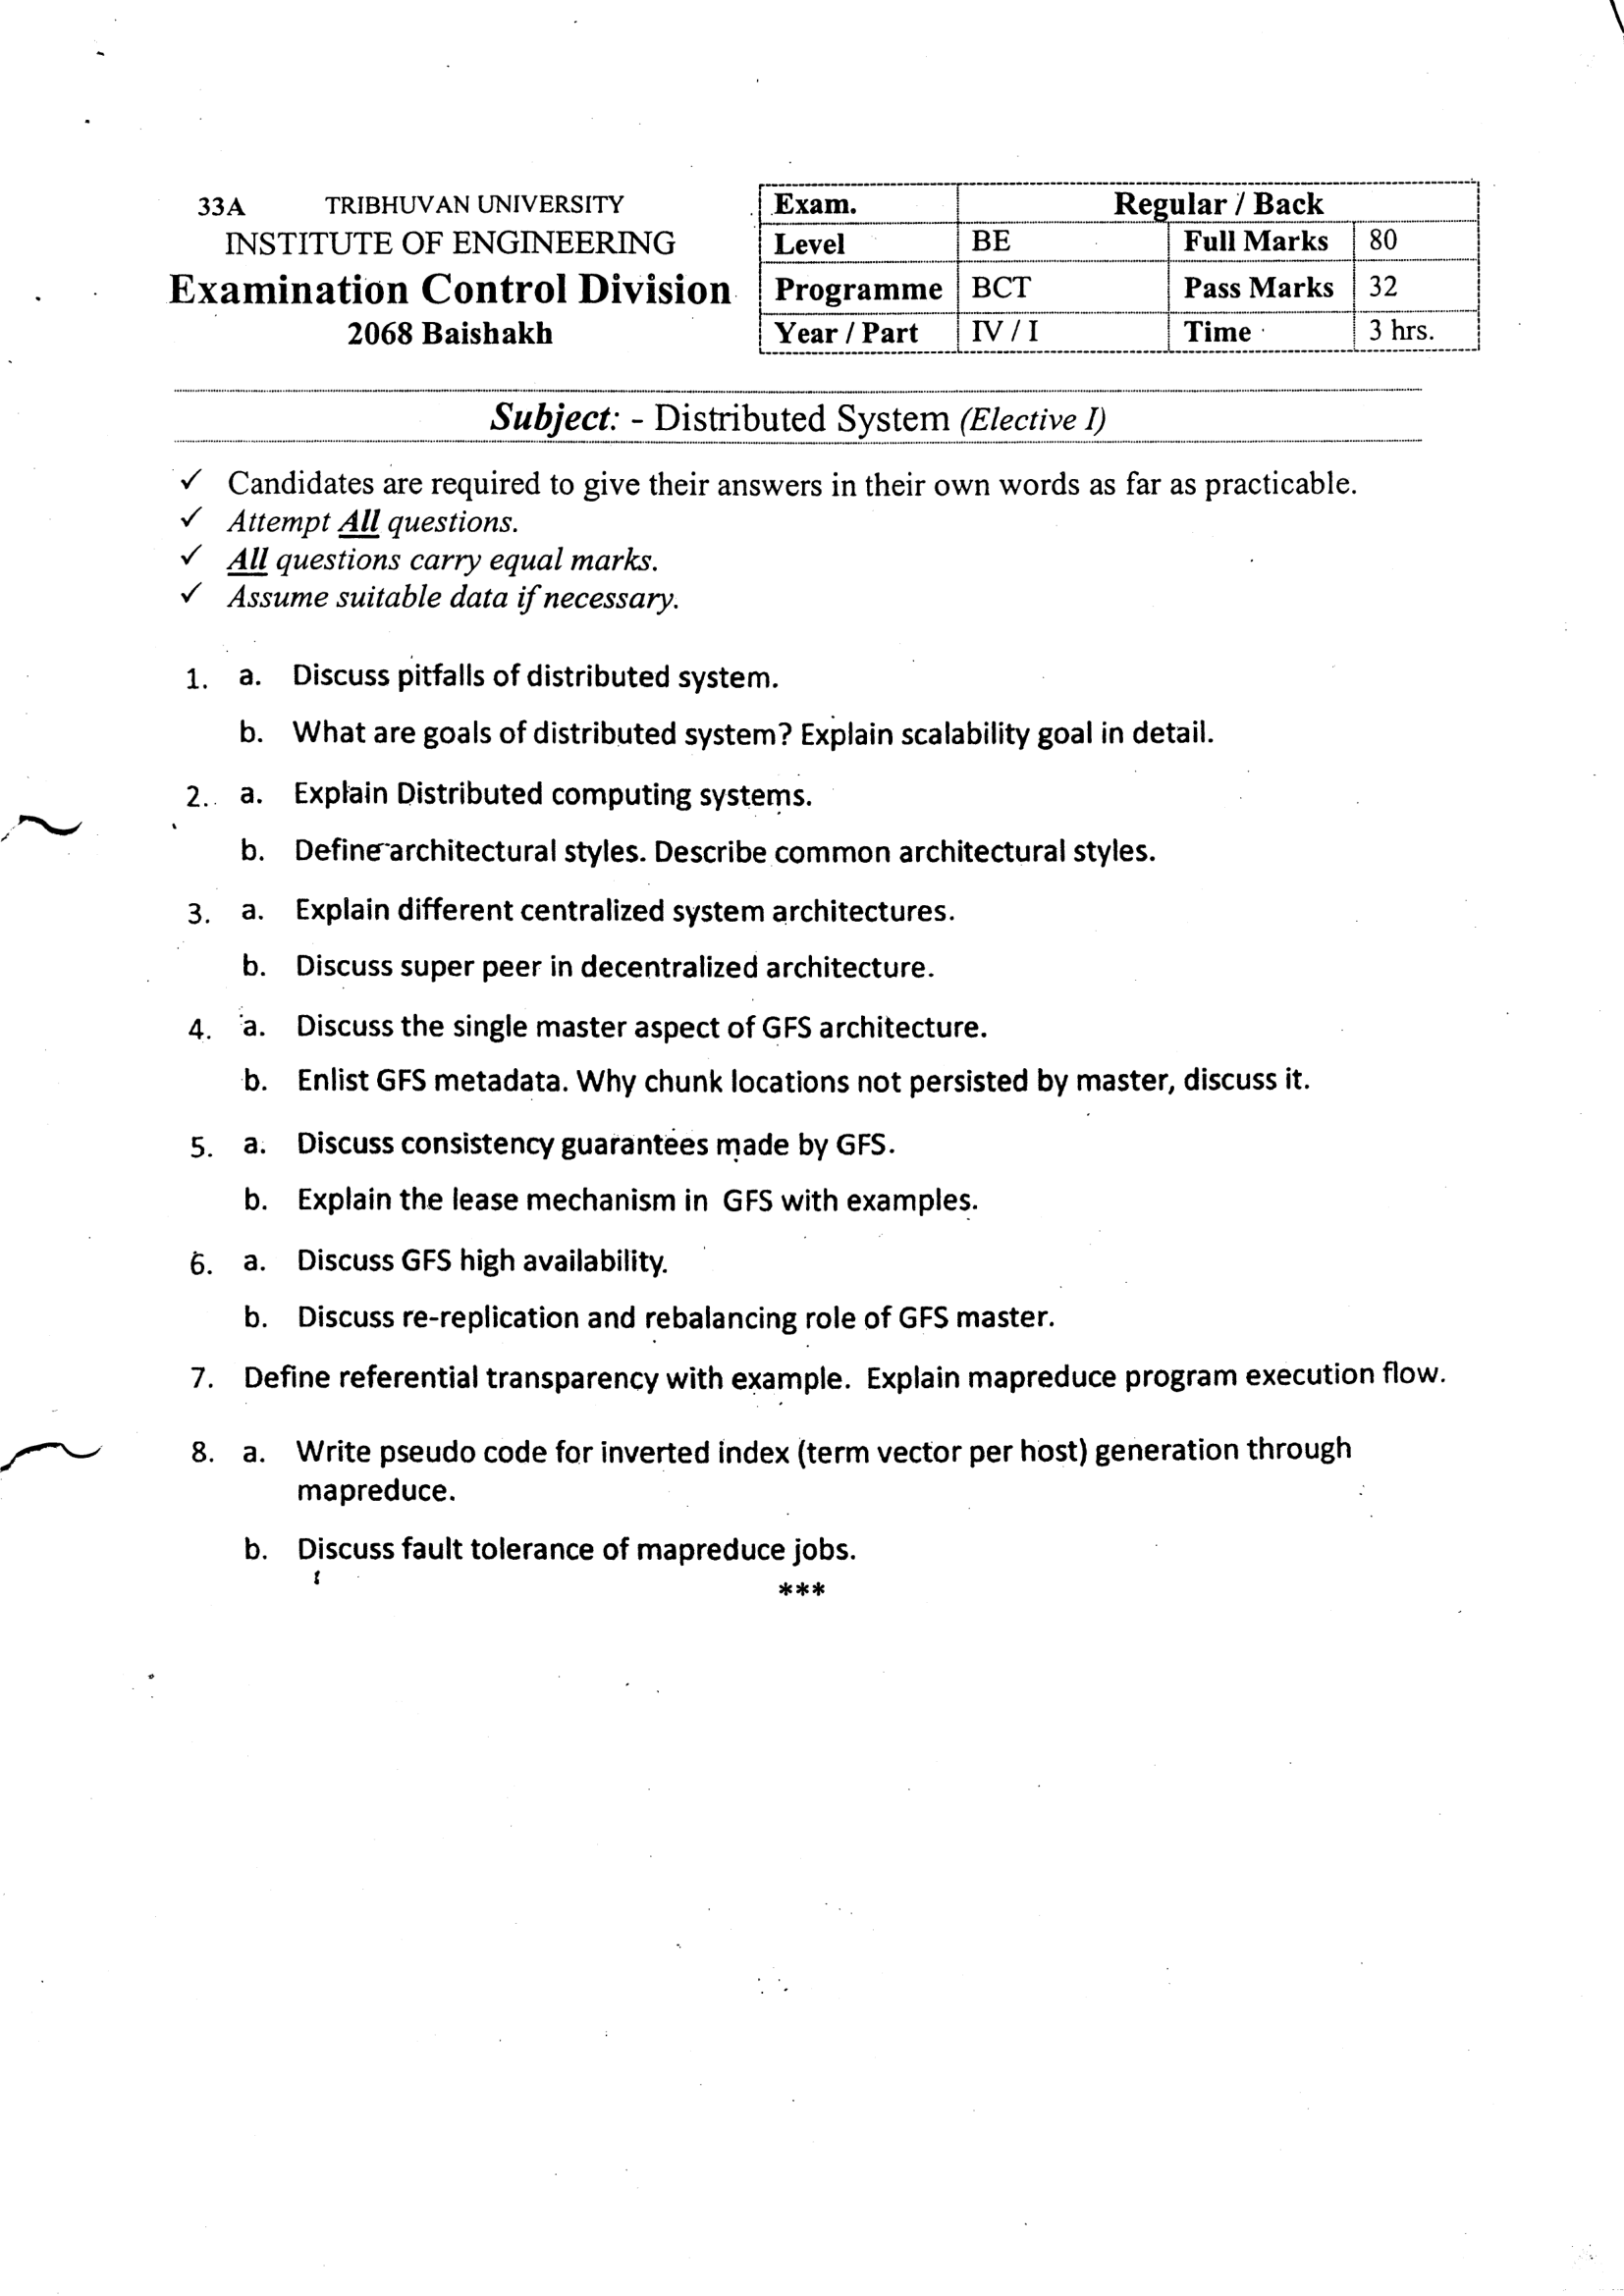 33A TRIBHUVAN UNIVERSITY
INSTITUTE OF ENGINEERING
Examination Control Division
2068 Baishakh
Exam. Regular / Back
Level BE Full Marks 80
Programme BCT Pass Marks 32
Year / Part IV / I Time 3 hrs.
Subject: - Distributed System (Elective I)
✓ Candidates are required to give their answers in their own words as far as practicable.
✓ Attempt All questions.
✓ All questions carry equal marks.
✓ Assume suitable data if necessary.
1. a. Discuss pitfalls of distributed system.
b. What are goals of distributed system? Explain scalability goal in detail.
2. a. Explain Distributed computing systems.
b. Define architectural styles. Describe common architectural styles.
3. a. Explain different centralized system architectures.
b. Discuss super peer in decentralized architecture.
4. a. Discuss the single master aspect of GFS architecture.
b. Enlist GFS metadata. Why chunk locations not persisted by master, discuss it.
5. a. Discuss consistency guarantees made by GFS.
b. Explain the lease mechanism in GFS with examples.
6. a. Discuss GFS high availability.
b. Discuss re-replication and rebalancing role of GFS master.
7. Define referential transparency with example. Explain mapreduce program execution flow.
8. a. Write pseudo code for inverted index (term vector per host) generation through
mapreduce.
b. Discuss fault tolerance of mapreduce jobs.
***